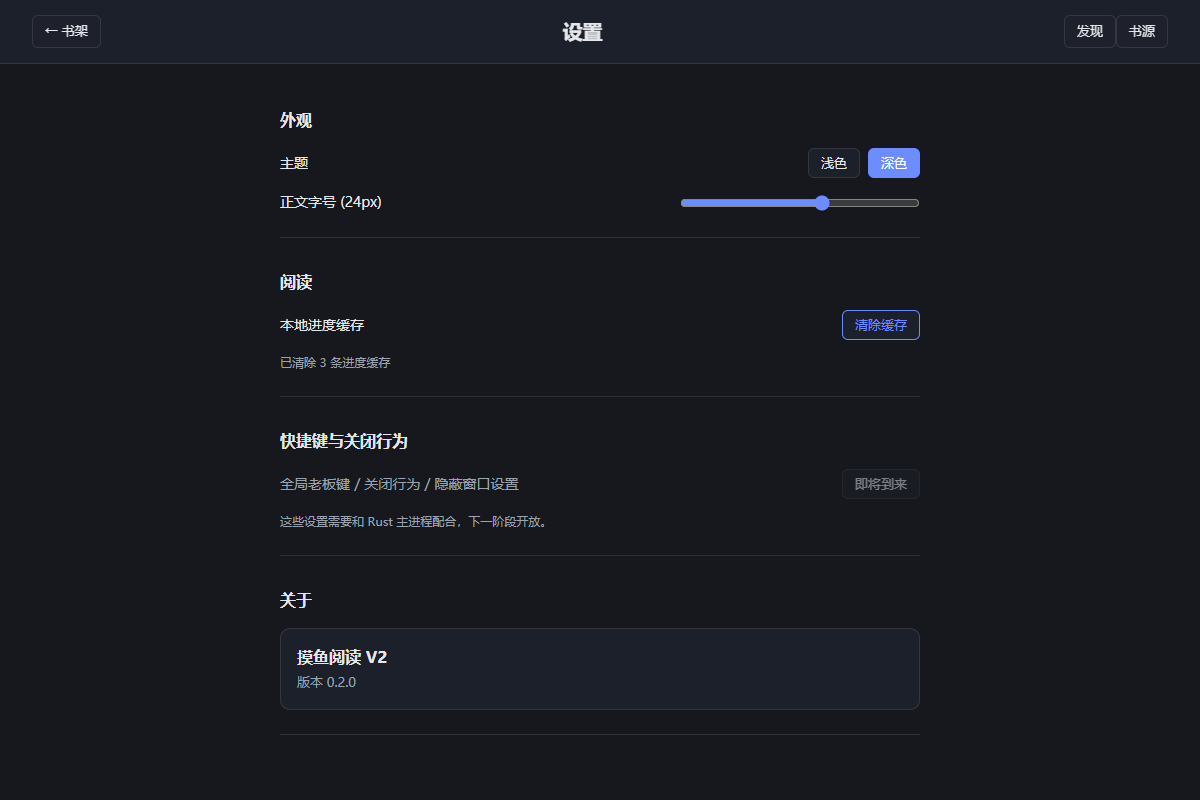 ← 书架
设置
发现
书源
外观
主题
浅色
深色
正文字号 (24px)
阅读
本地进度缓存
清除缓存
已清除 3 条进度缓存
快捷键与关闭行为
全局老板键 / 关闭行为 / 隐蔽窗口设置
即将到来
这些设置需要和 Rust 主进程配合，下一阶段开放。
关于
摸鱼阅读 V2
版本 0.2.0